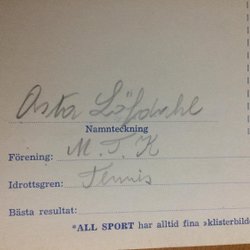 Asta Löfdahl
Namnteckning
Förening: M. T. K
Idrottsgren: Tennis
Bästa resultat:
*ALL SPORT har alltid fina »klisterbild